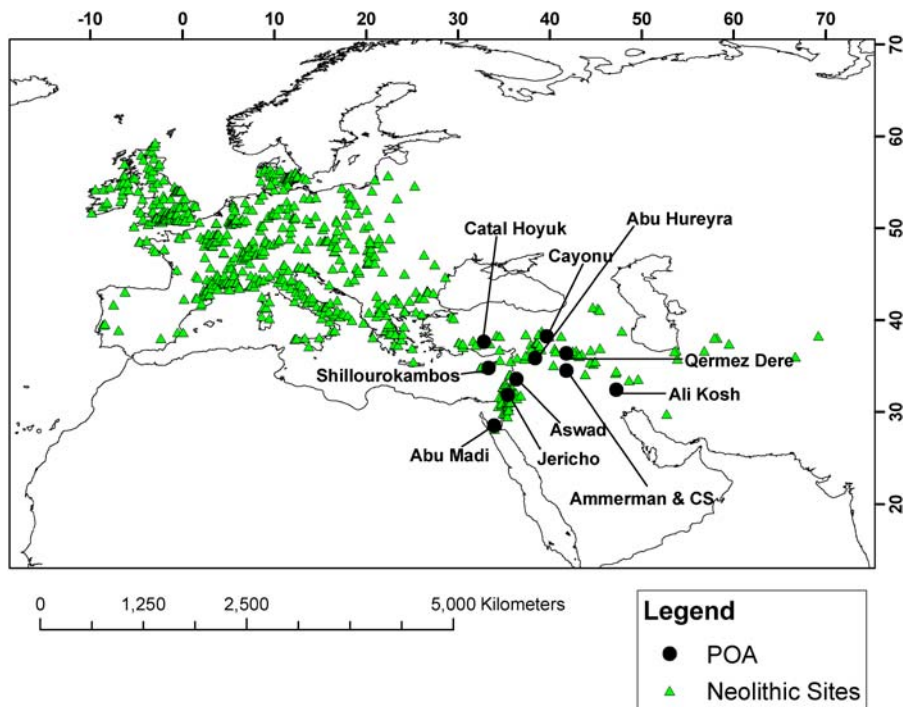 -10 0 10 20 30 40 50 60 70
70
60
50
40
30
20
Catal Hoyuk
Abu Hureyra
Cayonu
Shillourokambos
Qermez Dere
Ali Kosh
Aswad
Abu Madi
Jericho
Ammerman & CS
0 1,250 2,500 5,000 Kilometers
Legend
POA
Neolithic Sites